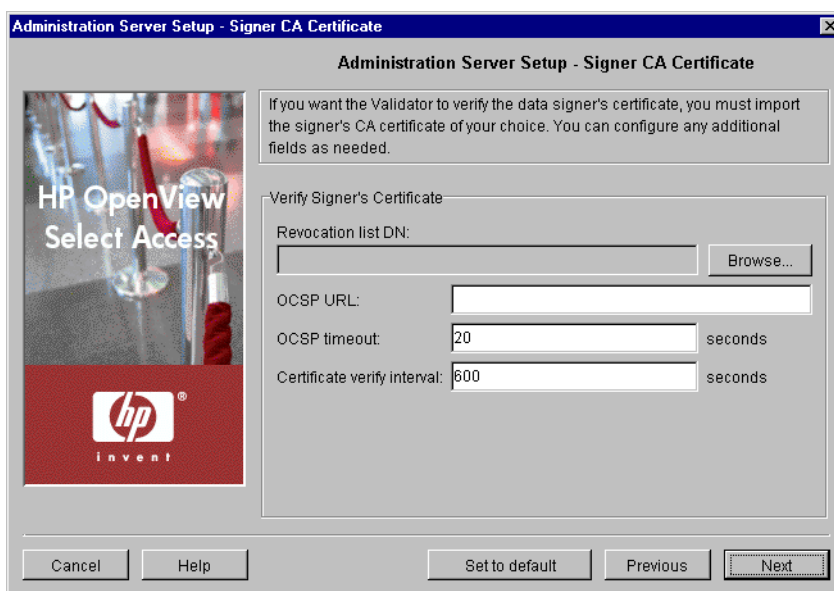 Administration Server Setup - Signer CA Certificate
Administration Server Setup - Signer CA Certificate
If you want the Validator to verify the data signer's certificate, you must import
the signer's CA certificate of your choice. You can configure any additional
fields as needed.
HP OpenView
Select Access
hp
®
invent
Verify Signer's Certificate
Revocation list DN:
Browse...
OCSP URL:
OCSP timeout: 20 seconds
Certificate verify interval: 600 seconds
Cancel Help Set to default Previous Next